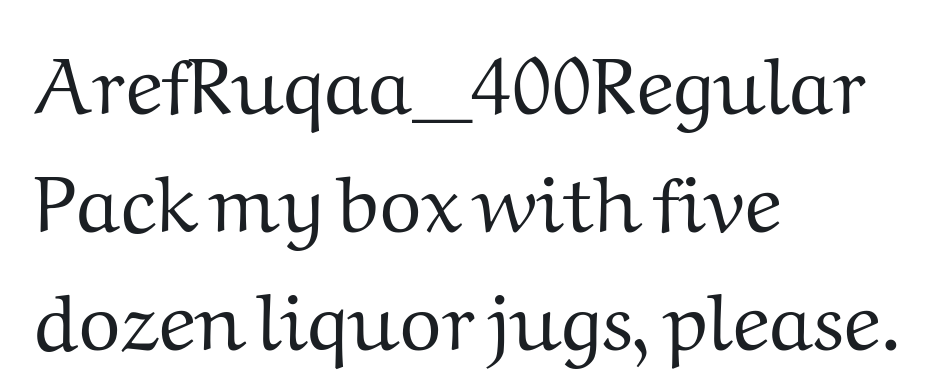 ArefRuqaa_400Regular
Pack my box with five
dozen liquor jugs, please.